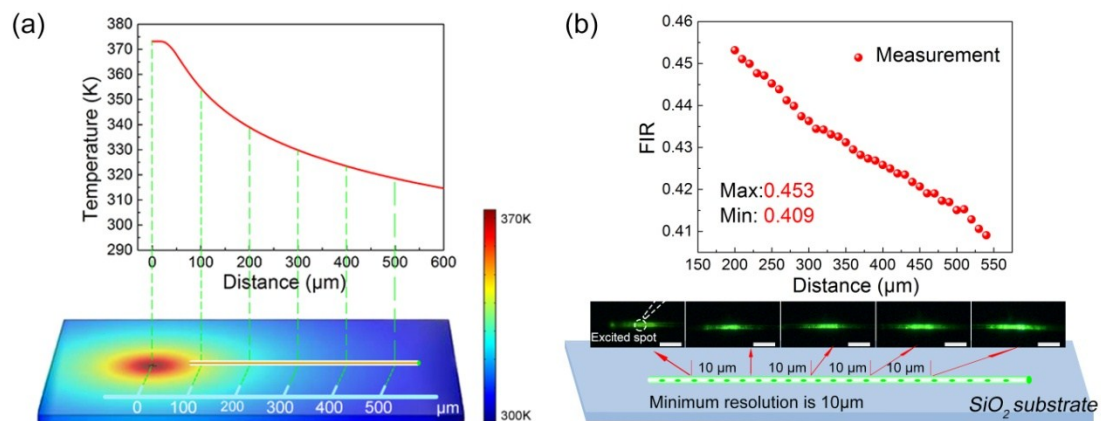 (a)
380
370
360
350
340
330
320
310
300
290
Temperature (K)
0 100 200 300 400 500 600
Distance (μm)
370K
300K
0 100 200 300 400 500 μm
(b)
0.46
0.45
0.44
0.43
0.42
0.41
FIR
Measurement
Max:0.453
Min: 0.409
150 200 250 300 350 400 450 500 550
Distance (μm)
Excited spot
10 μm 10 μm 10 μm 10 μm
Minimum resolution is 10μm
SiO2 substrate